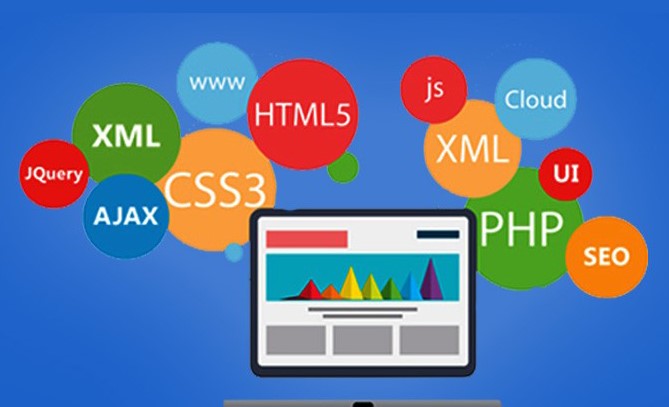 www
HTML5
XML
JQuery
CSS3
AJAX
js
Cloud
XML
UI
PHP
SEO